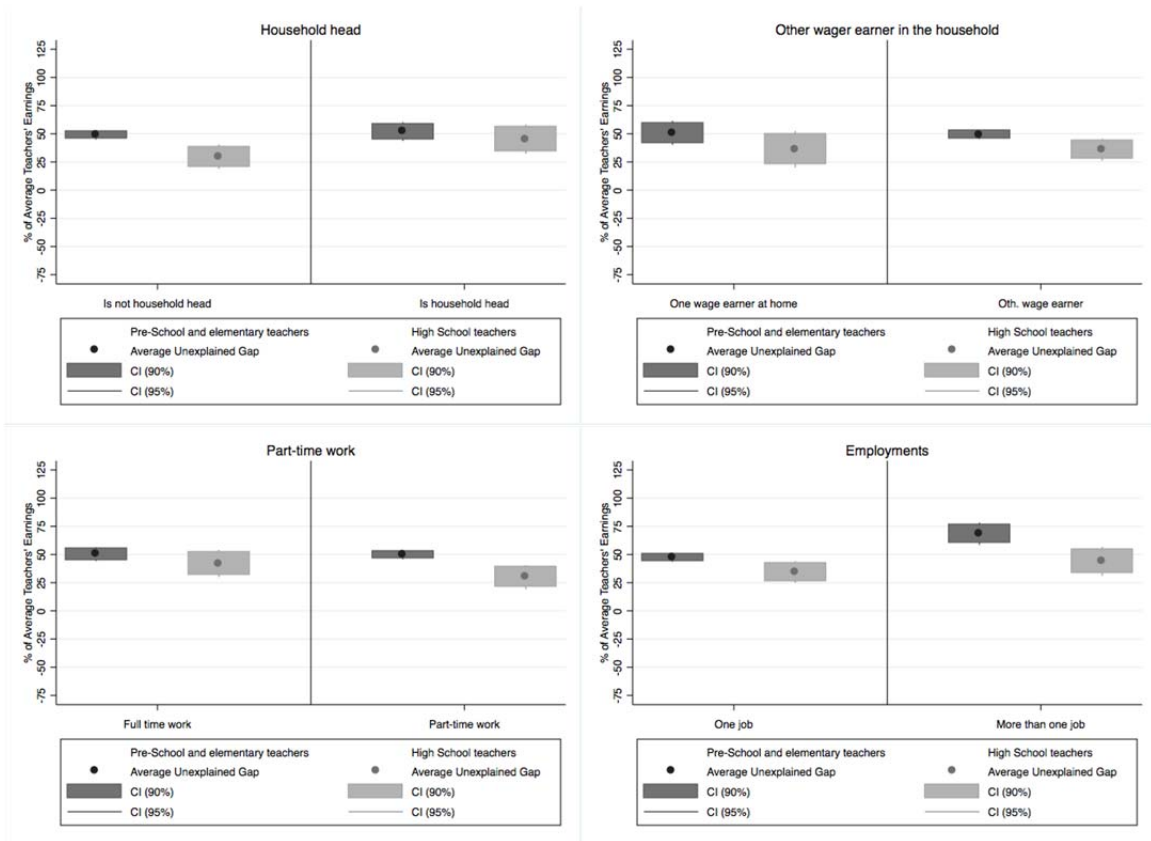 Household head
% of Average Teachers' Earnings
125
100
75
50
25
0
-25
-50
-75
Is not household head Is household head
Pre-School and elementary teachers High School teachers
Average Unexplained Gap Average Unexplained Gap
CI (90%) CI (90%)
CI (95%) CI (95%)
Other wager earner in the household
% of Average Teachers' Earnings
125
100
75
50
25
0
-25
-50
-75
One wage earner at home Oth. wage earner
Pre-School and elementary teachers High School teachers
Average Unexplained Gap Average Unexplained Gap
CI (90%) CI (90%)
CI (95%) CI (95%)
Part-time work
% of Average Teachers' Earnings
125
100
75
50
25
0
-25
-50
-75
Full time work Part-time work
Pre-School and elementary teachers High School teachers
Average Unexplained Gap Average Unexplained Gap
CI (90%) CI (90%)
CI (95%) CI (95%)
Employments
% of Average Teachers' Earnings
125
100
75
50
25
0
-25
-50
-75
One job More than one job
Pre-School and elementary teachers High School teachers
Average Unexplained Gap Average Unexplained Gap
CI (90%) CI (90%)
CI (95%) CI (95%)